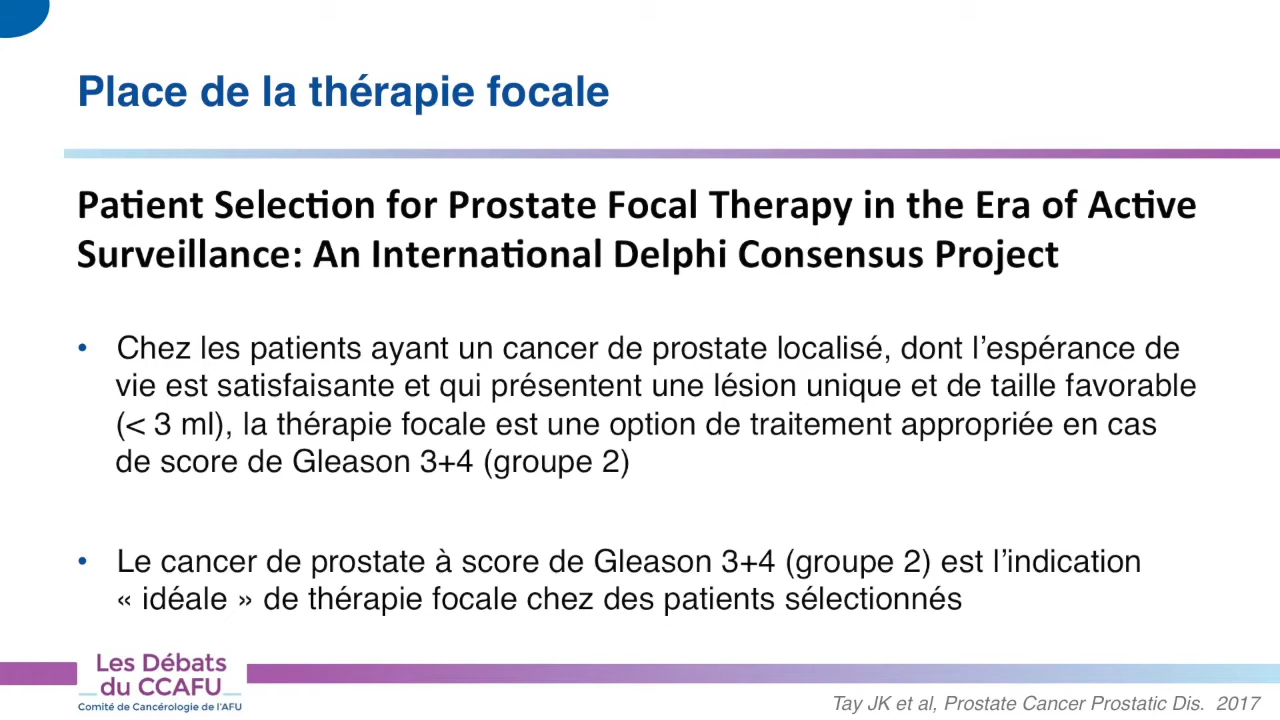 Place de la thérapie focale
Patient Selection for Prostate Focal Therapy in the Era of Active
Surveillance: An International Delphi Consensus Project
• Chez les patients ayant un cancer de prostate localisé, dont l’espérance de
vie est satisfaisante et qui présentent une lésion unique et de taille favorable
(< 3 ml), la thérapie focale est une option de traitement appropriée en cas
de score de Gleason 3+4 (groupe 2)
• Le cancer de prostate à score de Gleason 3+4 (groupe 2) est l’indication
« idéale » de thérapie focale chez des patients sélectionnés
Les Débats
du CCAFU
Comité de Cancérologie de l’AFU
Tay JK et al, Prostate Cancer Prostatic Dis. 2017